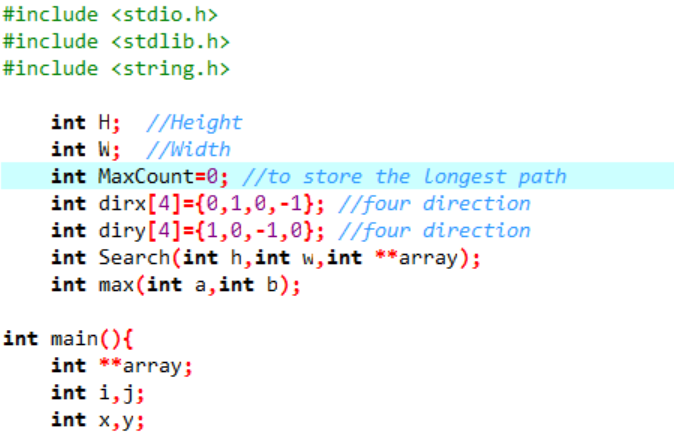 #include <stdio.h>
#include <stdlib.h>
#include <string.h>
int H;  //Height
int W;  //Width
int MaxCount=0; //to store the longest path
int dirx[4]={0,1,0,-1}; //four direction
int diry[4]={1,0,-1,0}; //four direction
int Search(int h,int w,int **array);
int max(int a,int b);
int main(){
int **array;
int i,j;
int x,y;